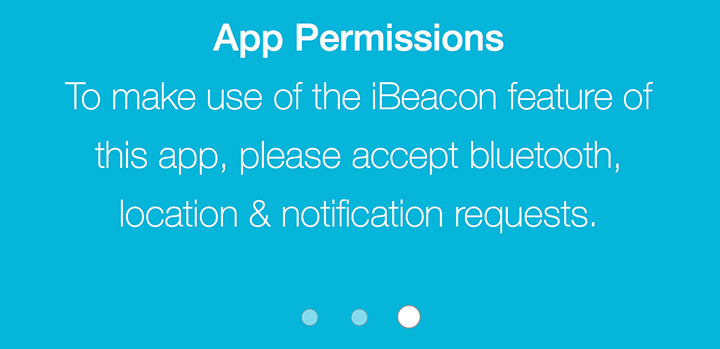 App Permissions
To make use of the iBeacon feature of
this app, please accept bluetooth,
location & notification requests.